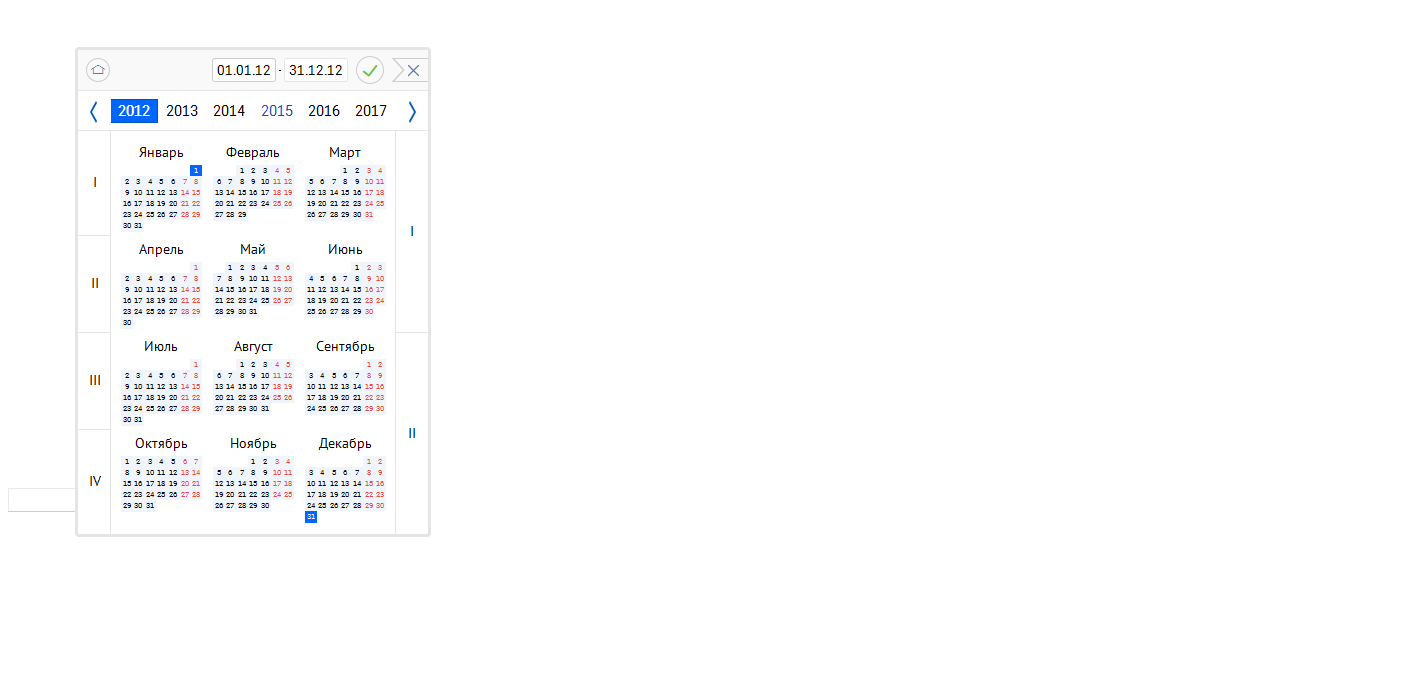 01.01.12 - 31.12.12
2012 2013 2014 2015 2016 2017
Январь Февраль Март
1 1 2 3 4 5 1 2 3 4
I 2 3 4 5 6 7 8 6 7 8 9 10 11 12 5 6 7 8 9 10 11
9 10 11 12 13 14 15 13 14 15 16 17 18 19 12 13 14 15 16 17 18
16 17 18 19 20 21 22 20 21 22 23 24 25 26 19 20 21 22 23 24 25
23 24 25 26 27 28 29 27 28 29 26 27 28 29 30 31
30 31
I
Апрель Май Июнь
1 1 2 3 4 5 6 1 2 3
II 2 3 4 5 6 7 8 7 8 9 10 11 12 13 4 5 6 7 8 9 10
9 10 11 12 13 14 15 14 15 16 17 18 19 20 11 12 13 14 15 16 17
16 17 18 19 20 21 22 21 22 23 24 25 26 27 18 19 20 21 22 23 24
23 24 25 26 27 28 29 28 29 30 31 25 26 27 28 29 30
30
Июль Август Сентябрь
1 1 2 3 4 5 1 2
III 2 3 4 5 6 7 8 6 7 8 9 10 11 12 3 4 5 6 7 8 9
9 10 11 12 13 14 15 13 14 15 16 17 18 19 10 11 12 13 14 15 16
16 17 18 19 20 21 22 20 21 22 23 24 25 26 17 18 19 20 21 22 23
23 24 25 26 27 28 29 27 28 29 30 31 24 25 26 27 28 29 30
30 31
II
Октябрь Ноябрь Декабрь
1 2 3 4 5 6 7 1 2 3 4 1 2
8 9 10 11 12 13 14 5 6 7 8 9 10 11 3 4 5 6 7 8 9
IV 15 16 17 18 19 20 21 12 13 14 15 16 17 18 10 11 12 13 14 15 16
22 23 24 25 26 27 28 19 20 21 22 23 24 25 17 18 19 20 21 22 23
29 30 31 26 27 28 29 30 24 25 26 27 28 29 30
31